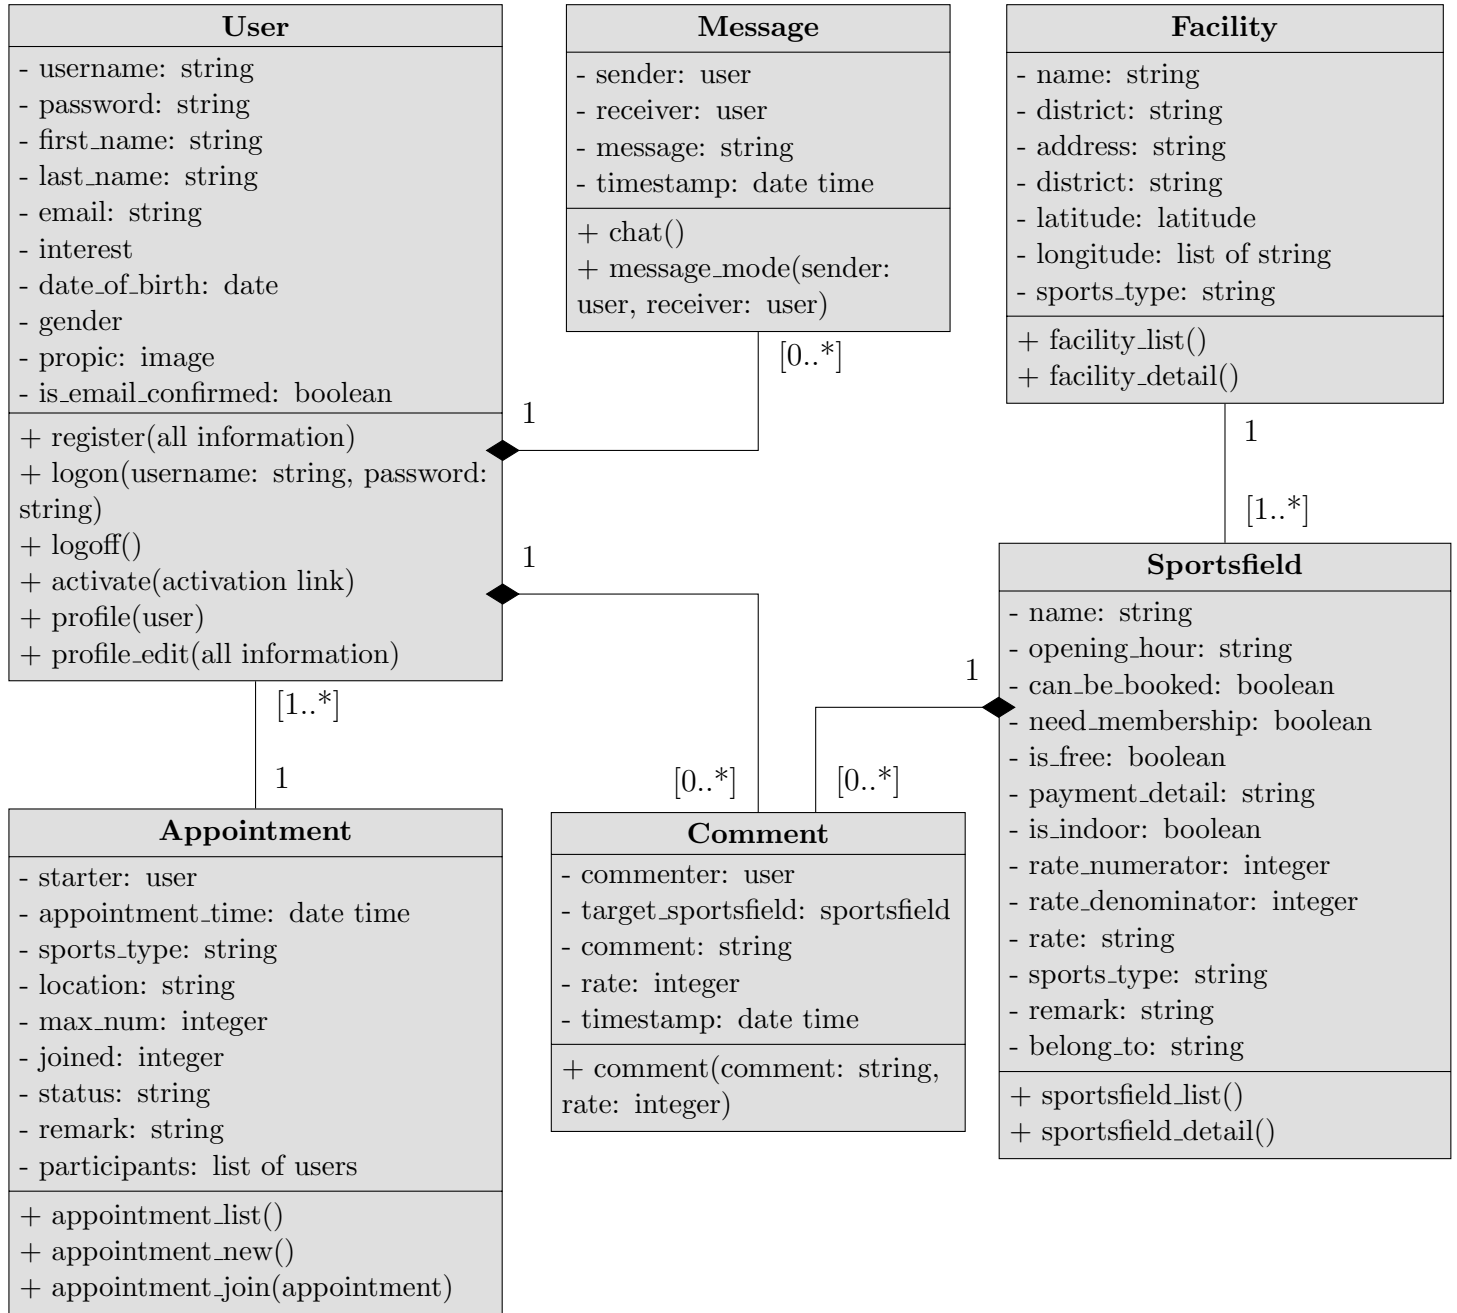 User
- username: string
- password: string
- first_name: string
- last_name: string
- email: string
- interest
- date_of_birth: date
- gender
- propic: image
- is_email_confirmed: boolean
+ register(all information)
+ logon(username: string, password:
string)
+ logoff()
+ activate(activation link)
+ profile(user)
+ profile_edit(all information)
Message
- sender: user
- receiver: user
- message: string
- timestamp: date time
+ chat()
+ message_mode(sender:
user, receiver: user)
Facility
- name: string
- district: string
- address: string
- district: string
- latitude: latitude
- longitude: list of string
- sports_type: string
+ facility_list()
+ facility_detail()
[0..*]
1
1
1
[1..*]
[1..*]
1
[0..*]
1
[0..*]
Sportsfield
- name: string
- opening_hour: string
- can_be_booked: boolean
- need_membership: boolean
- is_free: boolean
- payment_detail: string
- is_indoor: boolean
- rate_numerator: integer
- rate_denominator: integer
- rate: string
- sports_type: string
- remark: string
- belong_to: string
+ sportsfield_list()
+ sportsfield_detail()
Appointment
- starter: user
- appointment_time: date time
- sports_type: string
- location: string
- max_num: integer
- joined: integer
- status: string
- remark: string
- participants: list of users
+ appointment_list()
+ appointment_new()
+ appointment_join(appointment)
Comment
- commenter: user
- target_sportsfield: sportsfield
- comment: string
- rate: integer
- timestamp: date time
+ comment(comment: string,
rate: integer)